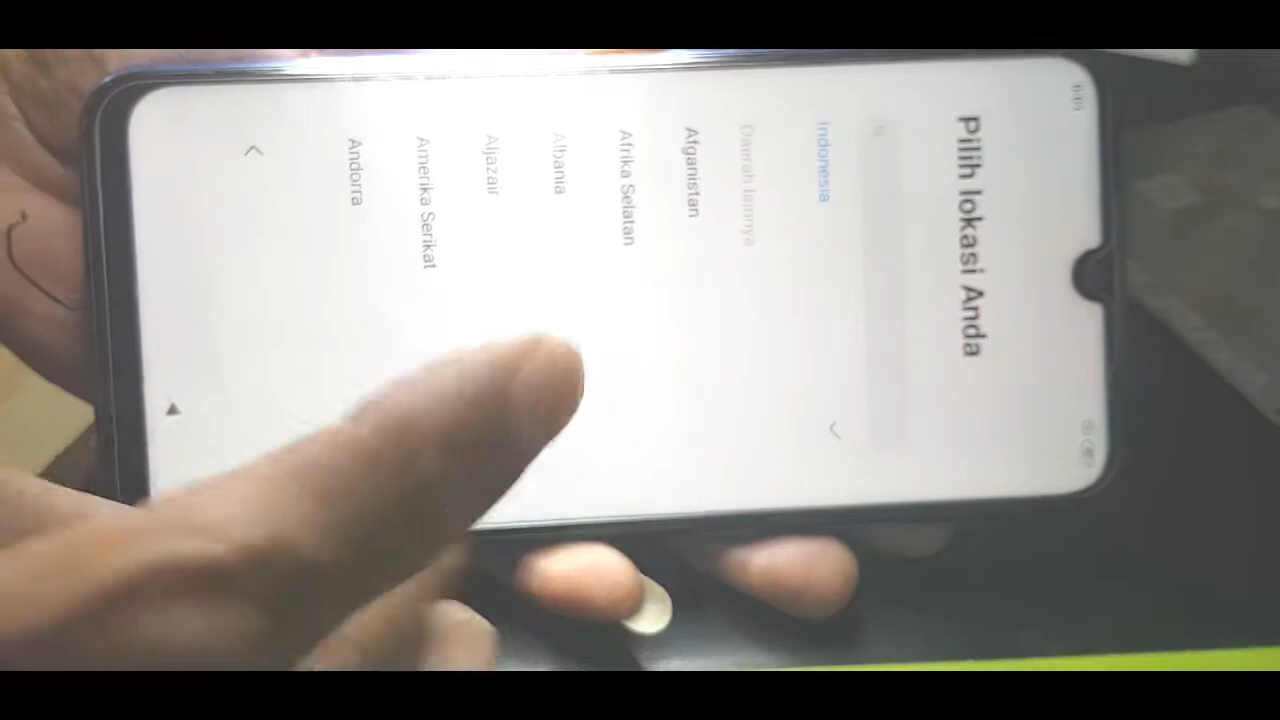 Pilih lokasi Anda
Indonesia
Daerah lainnya
Afganistan
Afrika Selatan
Albania
Aljazair
Amerika Serikat
Andorra